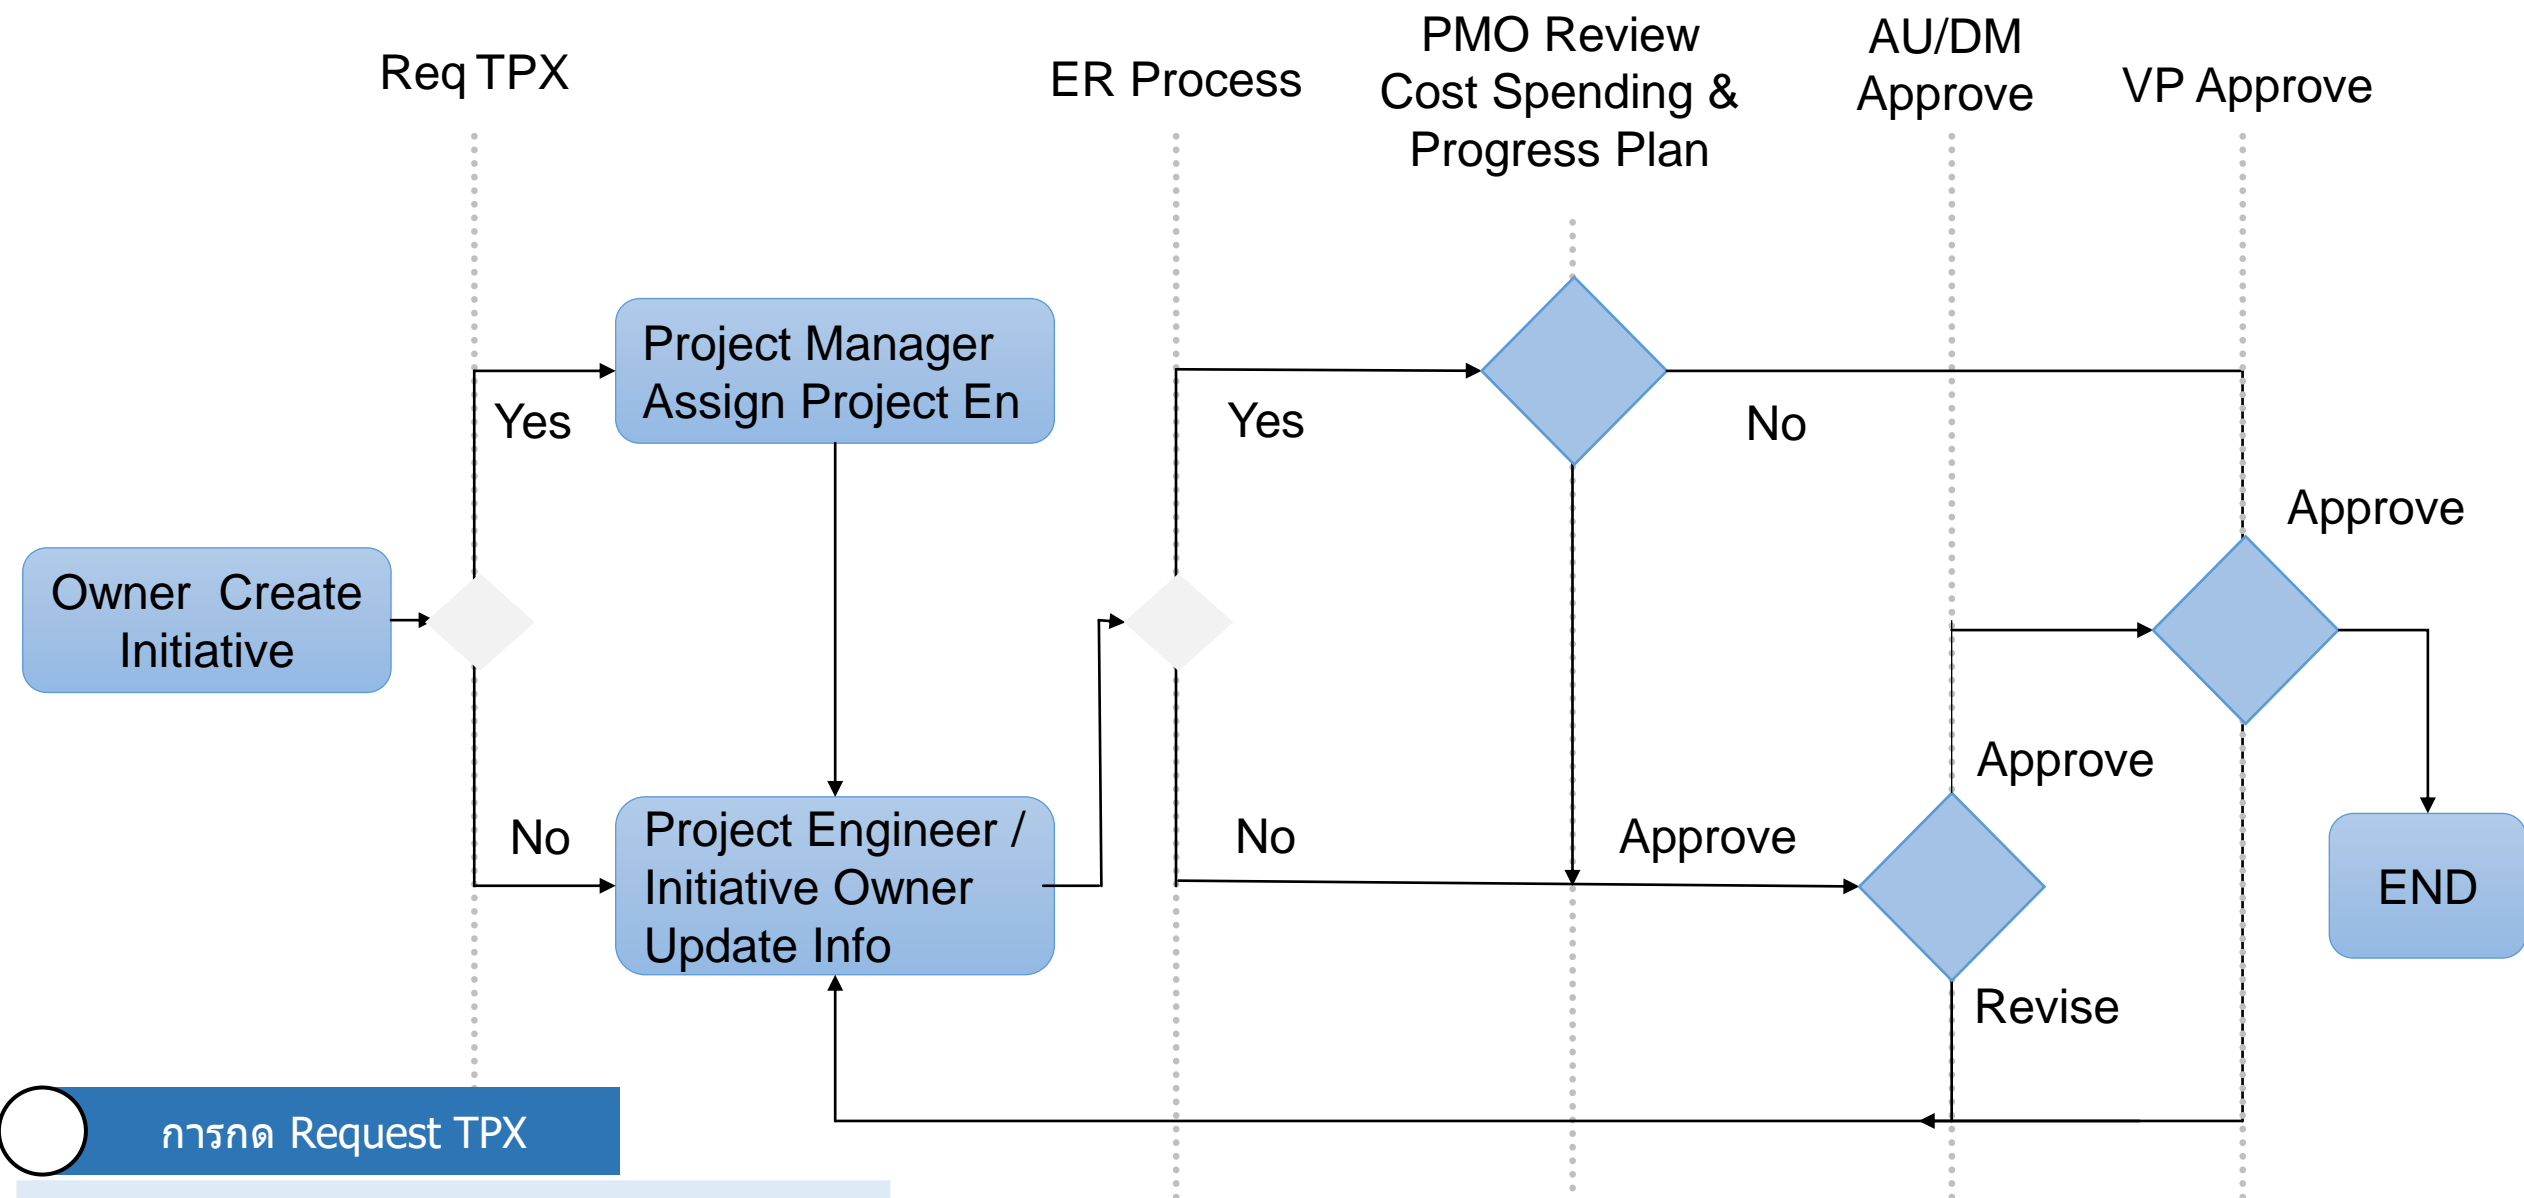 Req TPX
ER Process
PMO Review
Cost Spending &
Progress Plan
AU/DM
Approve
VP Approve
Project Manager
Assign Project En
Yes
Yes
No
Approve
Owner  Create
Initiative
Approve
No
Project Engineer /
Initiative Owner
Update Info
No
Approve
END
Revise
การกด Request TPX